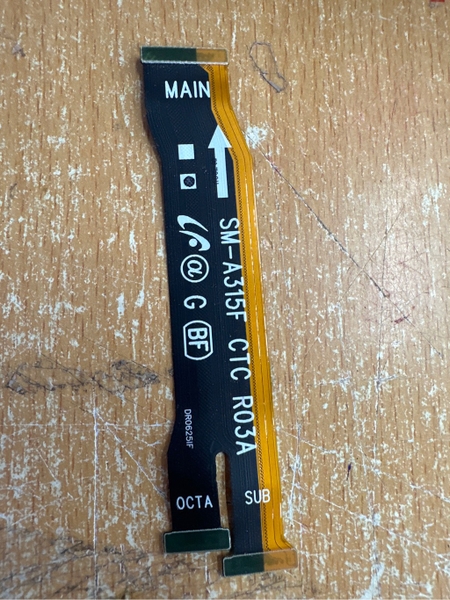 MAIN
SM-A315F CTC R03A
@
G
BF
DR0625IF
OCTA
SUB